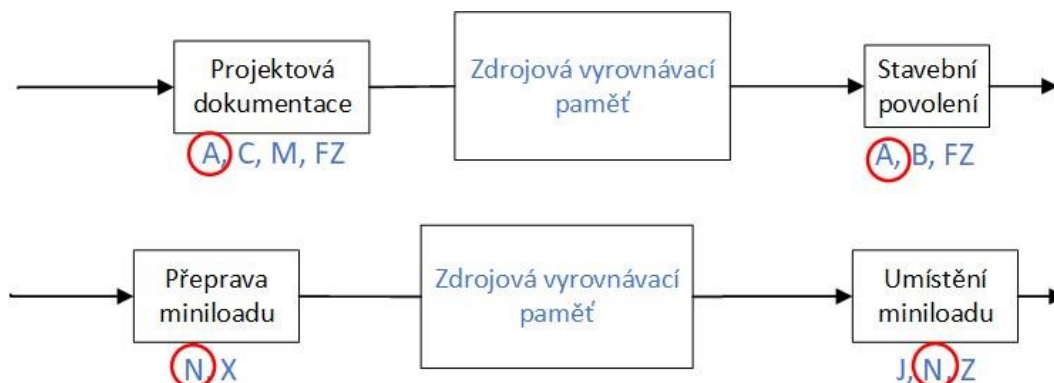 Projektová
dokumentace
Zdrojová vyrovnávací
paměť
Stavební
povolení
A, C, M, FZ
A, B, FZ
Přeprava
miniloadu
Zdrojová vyrovnávací
paměť
Umístění
miniloadu
N, X
J, N, Z